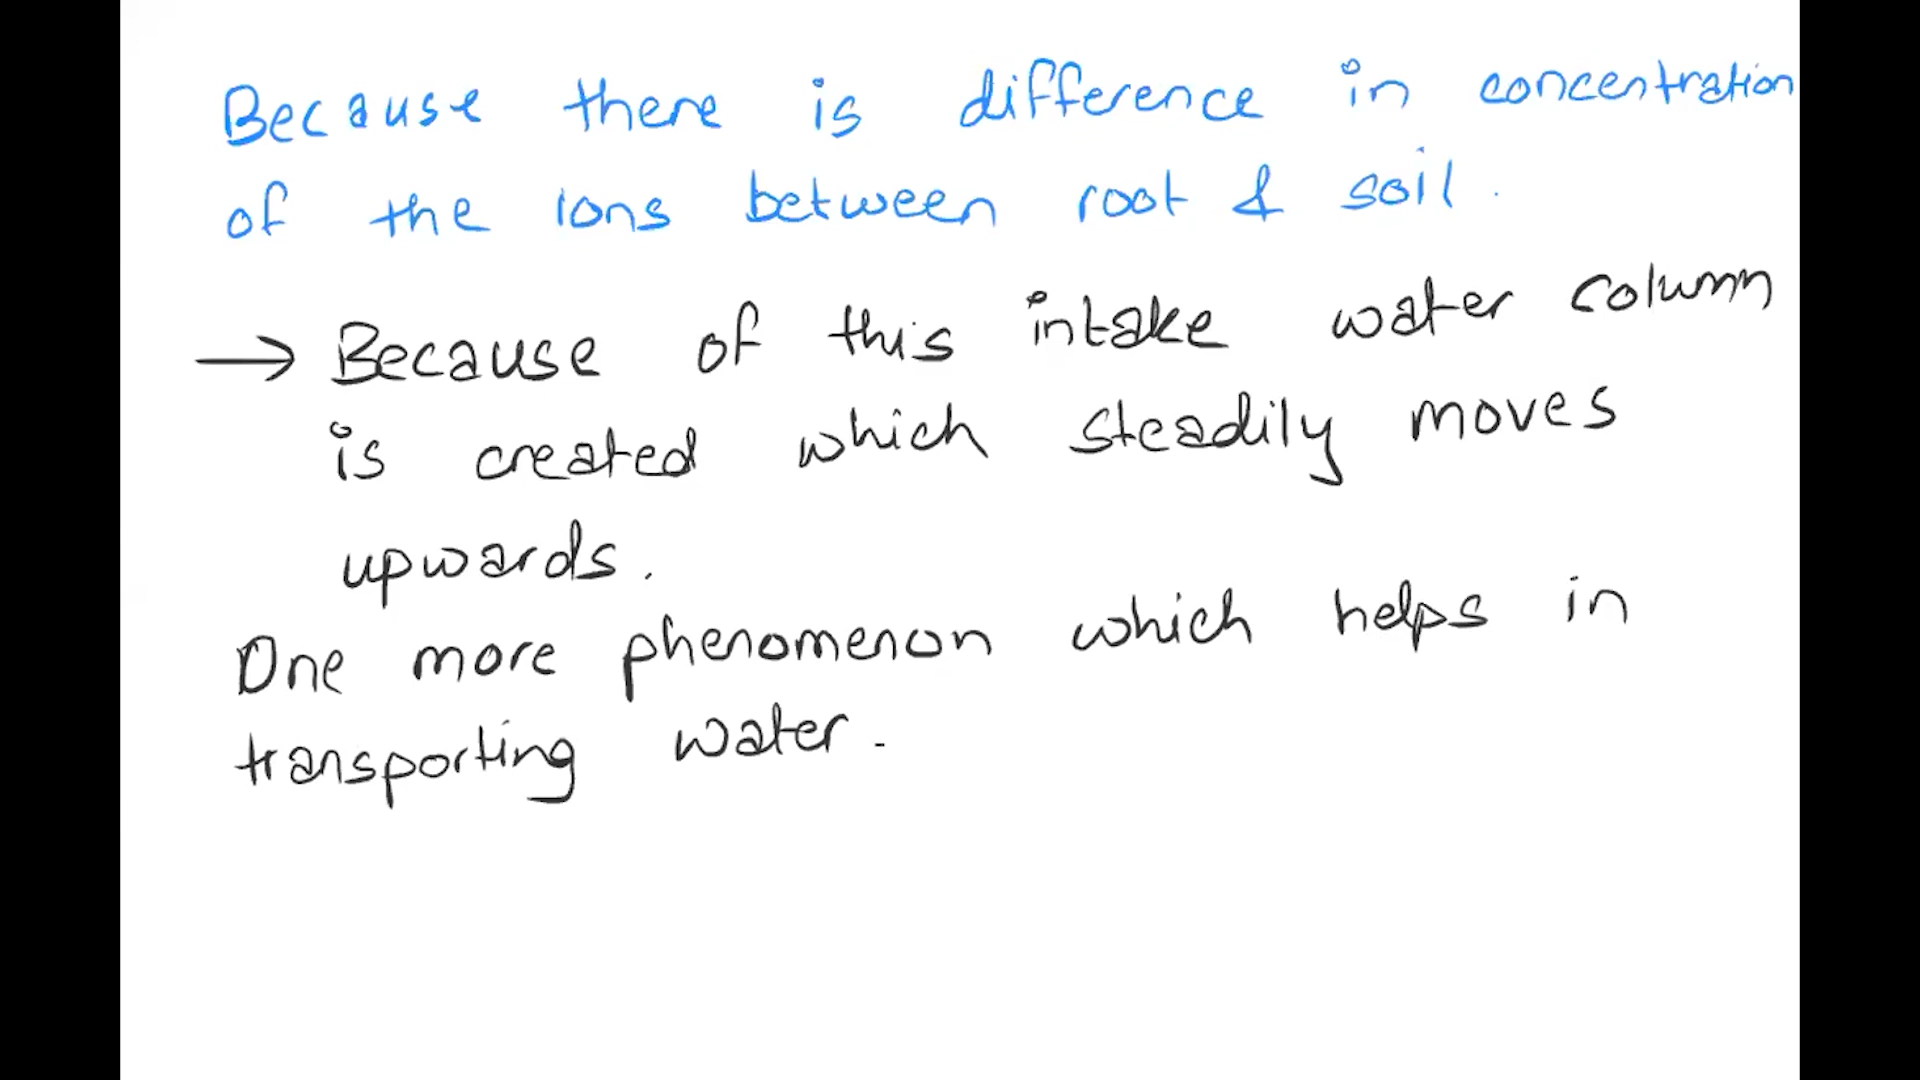 Because there is difference in concentration
of the ions between root & soil.
→ Because of this intake water column
is created which steadily moves
upwards.
One more phenomenon which helps in
transporting water.